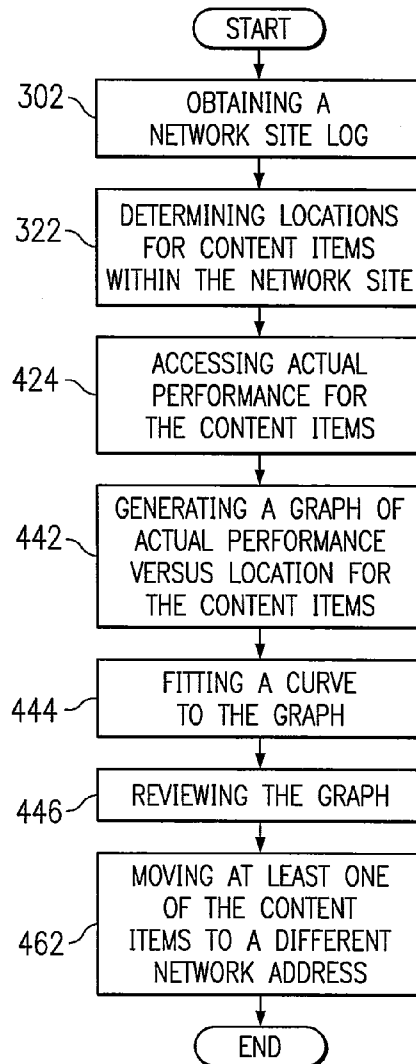 START
302
OBTAINING A
NETWORK SITE LOG
322
DETERMINING LOCATIONS
FOR CONTENT ITEMS
WITHIN THE NETWORK SITE
424
ACCESSING ACTUAL
PERFORMANCE FOR
THE CONTENT ITEMS
442
GENERATING A GRAPH OF
ACTUAL PERFORMANCE
VERSUS LOCATION FOR
THE CONTENT ITEMS
444
FITTING A CURVE
TO THE GRAPH
446
REVIEWING THE GRAPH
462
MOVING AT LEAST ONE
OF THE CONTENT
ITEMS TO A DIFFERENT
NETWORK ADDRESS
END